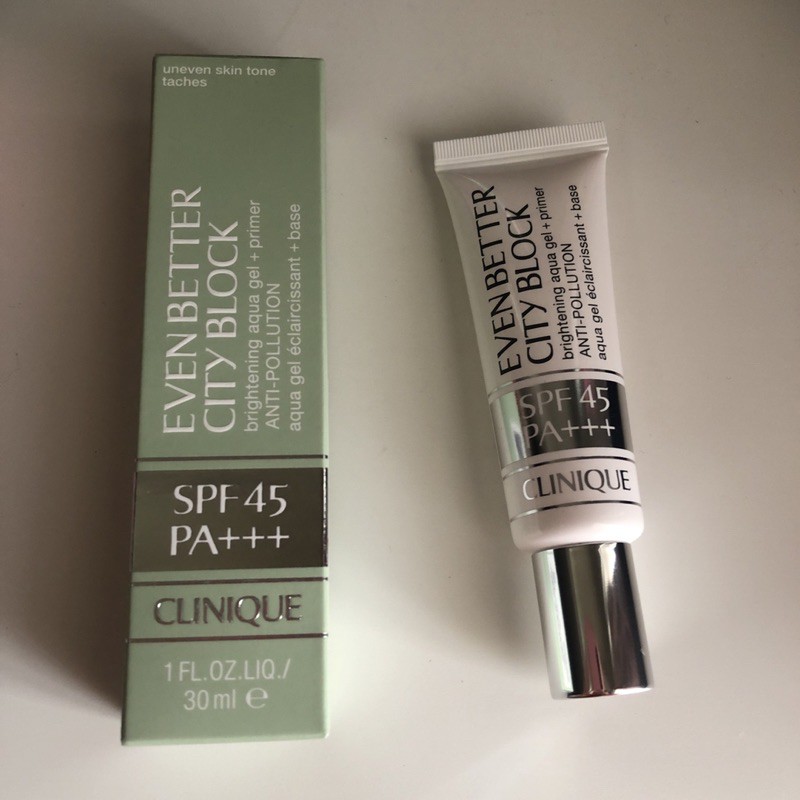 uneven skin tone
taches
EVEN BETTER
CITY BLOCK
brightening aqua gel + primer
ANTI-POLLUTION
aqua gel éclaircissant + base
SPF 45
PA+++
CLINIQUE
1 FL.OZ.LIQ./
30 ml ℮
EVEN BETTER
CITY BLOCK
brightening aqua gel + primer
ANTI-POLLUTION
aqua gel éclaircissant + base
SPF 45
PA+++
CLINIQUE